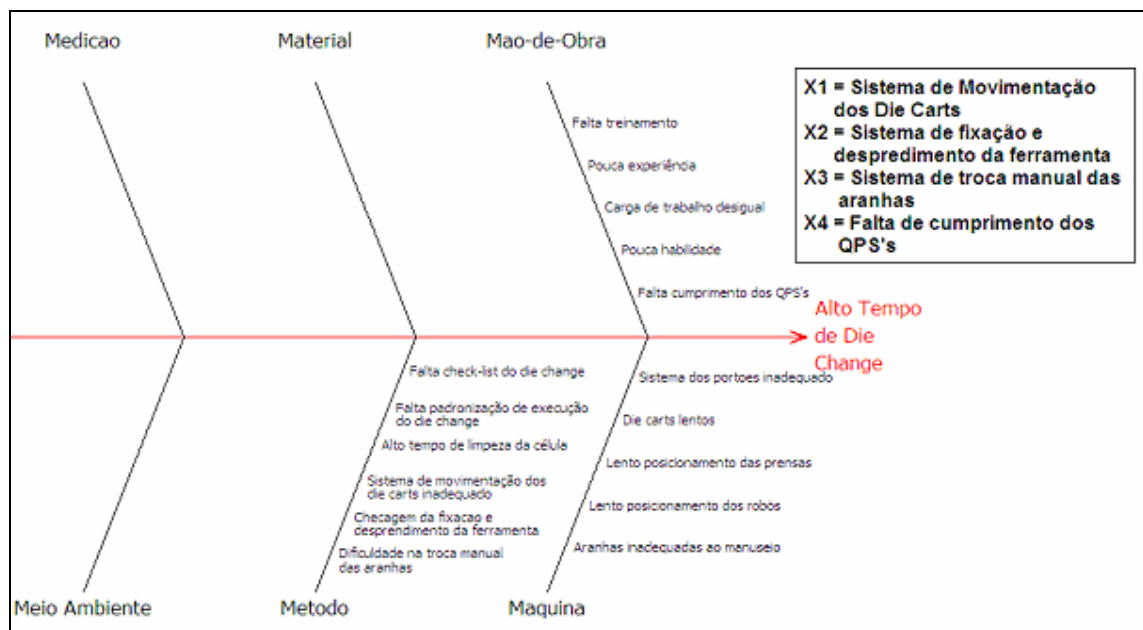 Medicao
Material
Mao-de-Obra
X1 = Sistema de Movimentação
dos Die Carts
X2 = Sistema de fixação e
despredimento da ferramenta
X3 = Sistema de troca manual das
aranhas
X4 = Falta de cumprimento dos
QPS's
Falta treinamento
Pouca experiência
Carga de trabalho desigual
Pouca habilidade
Falta cumprimento dos QPS's
Alto Tempo
de Die
Change
Falta check-list do die change
Falta padronização de execução
do die change
Alto tempo de limpeza da célula
Sistema de movimentação dos
die carts inadequado
Checagem da fixacao e
desprendimento da ferramenta
Dificuldade na troca manual
das aranhas
Sistema dos portoes inadequado
Die carts lentos
Lento posicionamento das prensas
Lento posicionamento dos robôs
Aranhas inadequadas ao manuseio
Meio Ambiente
Metodo
Maquina